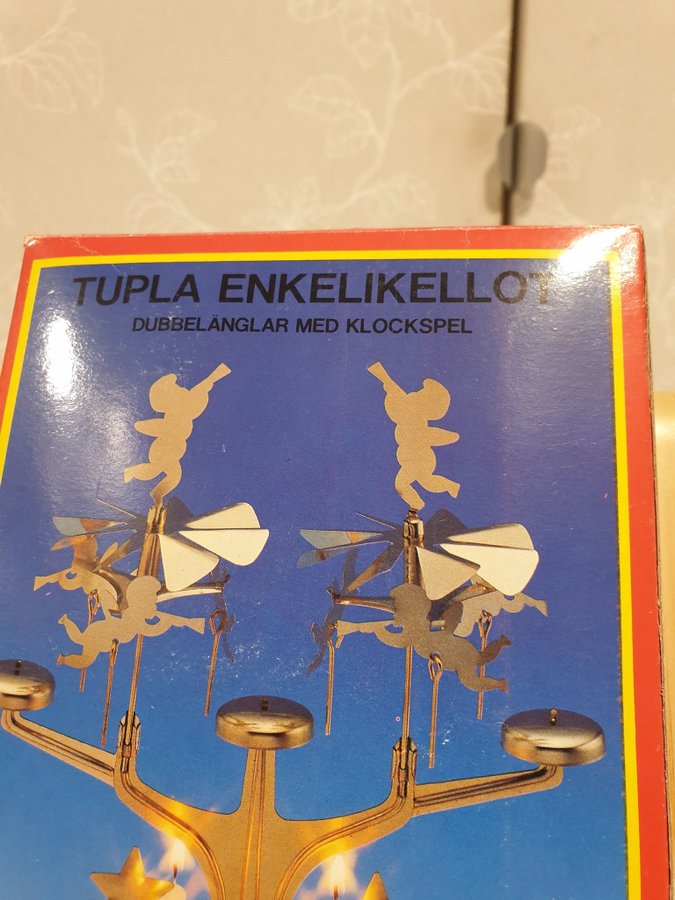 TUPLA ENKELIKELLOT
DUBBELÄNGLAR MED KLOCKSPEL